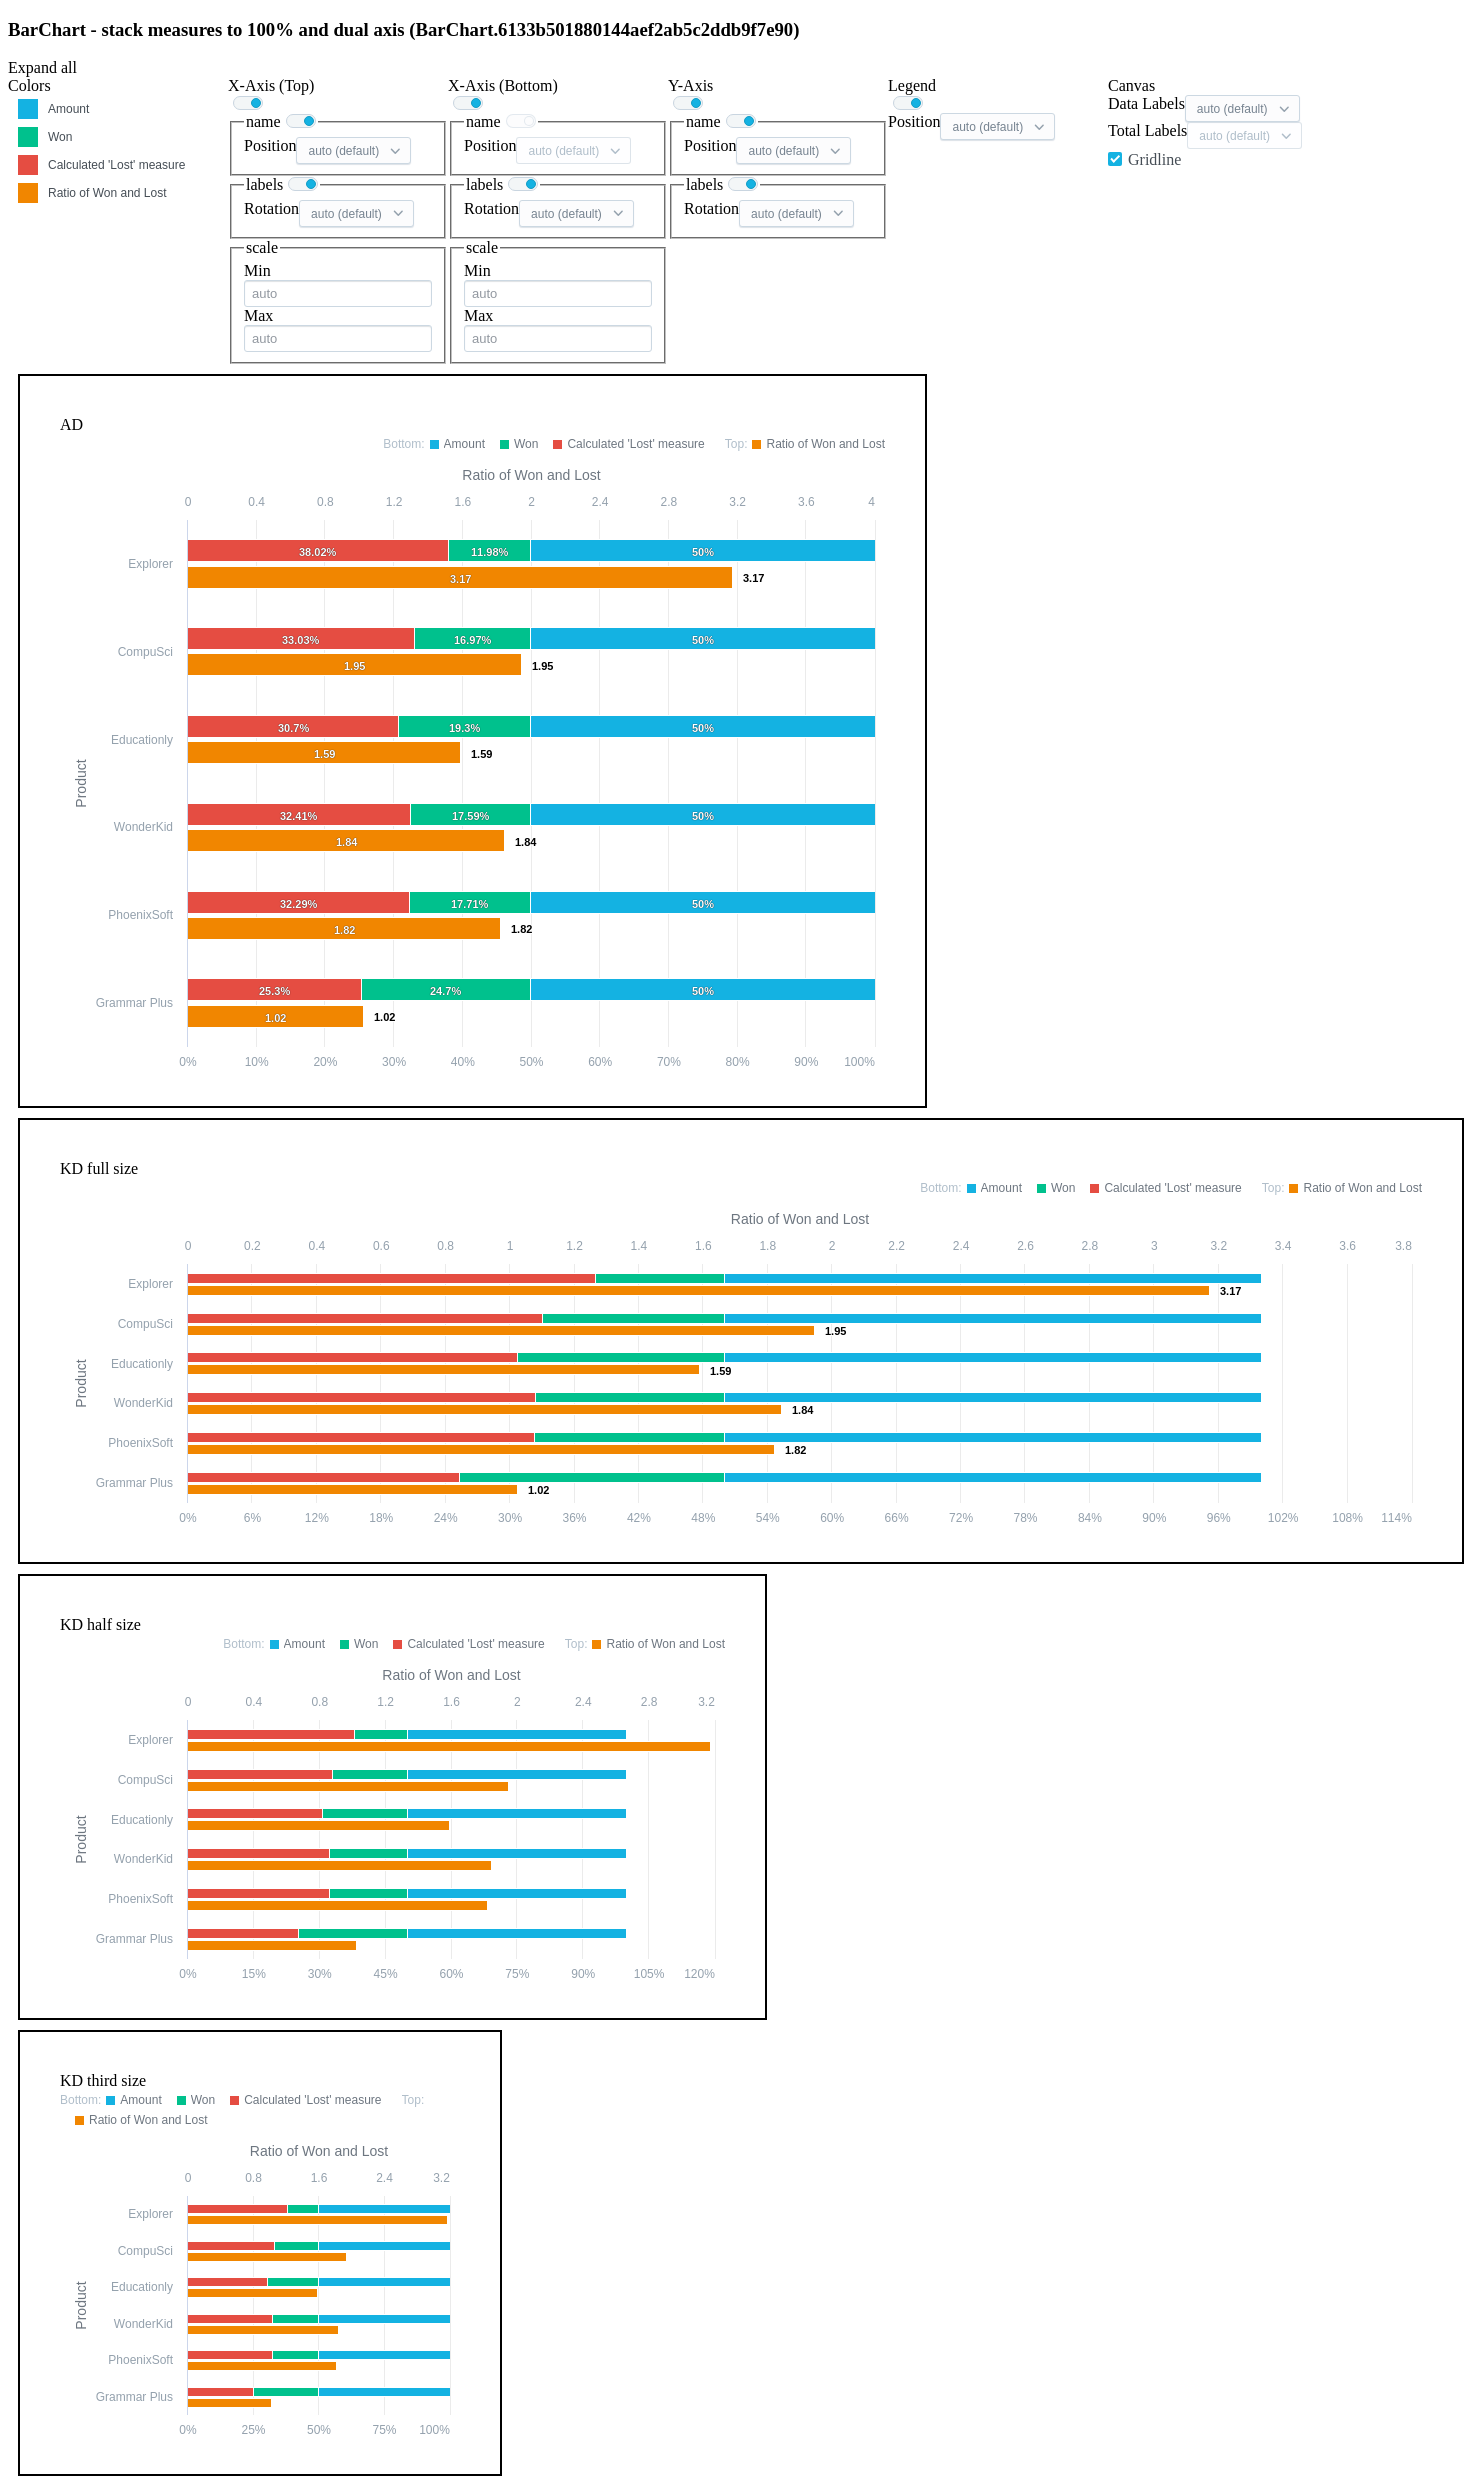 BarChart - stack measures to 100% and dual axis (BarChart.6133b501880144aef2ab5c2ddb9f7e90)
Expand all
Colors
Amount
Won
Calculated 'Lost' measure
Ratio of Won and Lost
X-Axis (Top)
name
Position auto (default)
labels
Rotation auto (default)
scale
Min
auto
Max
auto
X-Axis (Bottom)
name
Position auto (default)
labels
Rotation auto (default)
scale
Min
auto
Max
auto
Y-Axis
name
Position auto (default)
labels
Rotation auto (default)
Legend
Position auto (default)
Canvas
Data Labels auto (default)
Total Labels auto (default)
Gridline
AD
Bottom: Amount Won Calculated 'Lost' measure Top: Ratio of Won and Lost
Ratio of Won and Lost
0 0.4 0.8 1.2 1.6 2 2.4 2.8 3.2 3.6 4
Product
Explorer 38.02% 11.98% 50%
3.17 3.17
CompuSci 33.03% 16.97% 50%
1.95 1.95
Educationly 30.7% 19.3% 50%
1.59 1.59
WonderKid 32.41% 17.59% 50%
1.84 1.84
PhoenixSoft 32.29% 17.71% 50%
1.82 1.82
Grammar Plus 25.3% 24.7% 50%
1.02 1.02
0% 10% 20% 30% 40% 50% 60% 70% 80% 90% 100%
KD full size
Bottom: Amount Won Calculated 'Lost' measure Top: Ratio of Won and Lost
Ratio of Won and Lost
0 0.2 0.4 0.6 0.8 1 1.2 1.4 1.6 1.8 2 2.2 2.4 2.6 2.8 3 3.2 3.4 3.6 3.8
Product
Explorer 3.17
CompuSci 1.95
Educationly 1.59
WonderKid 1.84
PhoenixSoft 1.82
Grammar Plus 1.02
0% 6% 12% 18% 24% 30% 36% 42% 48% 54% 60% 66% 72% 78% 84% 90% 96% 102% 108% 114%
KD half size
Bottom: Amount Won Calculated 'Lost' measure Top: Ratio of Won and Lost
Ratio of Won and Lost
0 0.4 0.8 1.2 1.6 2 2.4 2.8 3.2
Product
Explorer
CompuSci
Educationly
WonderKid
PhoenixSoft
Grammar Plus
0% 15% 30% 45% 60% 75% 90% 105% 120%
KD third size
Bottom: Amount Won Calculated 'Lost' measure Top:
Ratio of Won and Lost
Ratio of Won and Lost
0 0.8 1.6 2.4 3.2
Product
Explorer
CompuSci
Educationly
WonderKid
PhoenixSoft
Grammar Plus
0% 25% 50% 75% 100%